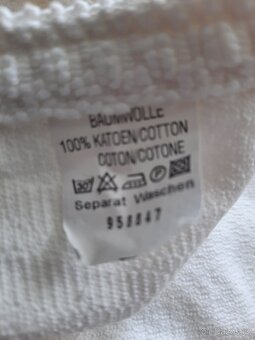 BAUMWOLLE
100% KATOEN/COTTON
COTON/COTONE
Separat Waschen
958847